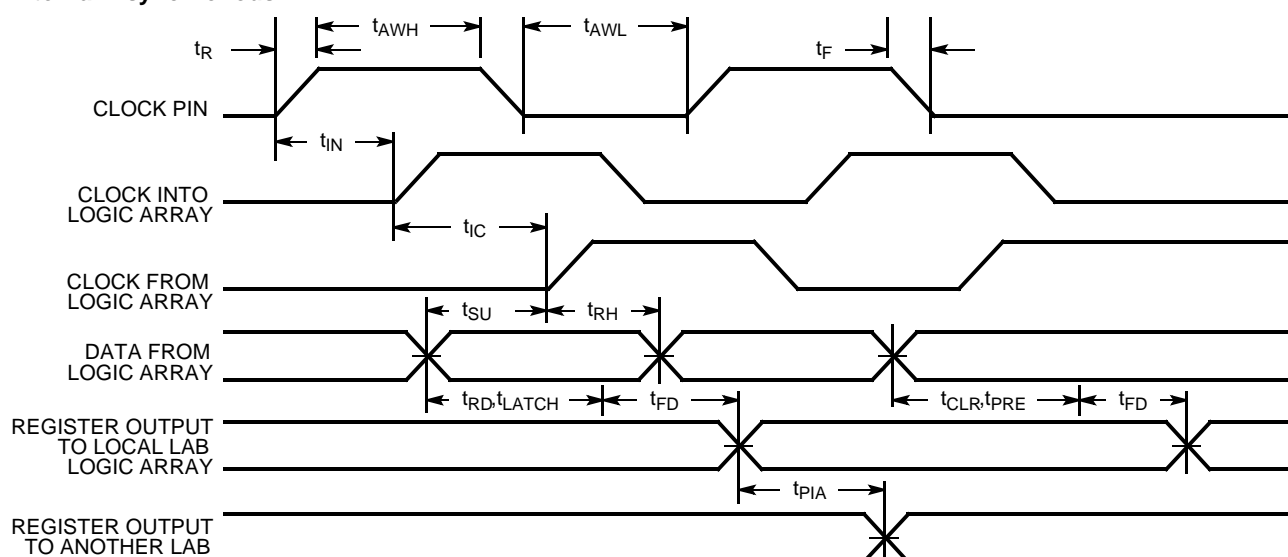 tAWH
tAWL
tR
tF
CLOCK PIN
tIN
CLOCK INTO
LOGIC ARRAY
tIC
CLOCK FROM
LOGIC ARRAY
tSU
tRH
DATA FROM
LOGIC ARRAY
tRD,tLATCH
tFD
tCLR,tPRE
tFD
REGISTER OUTPUT
TO LOCAL LAB
LOGIC ARRAY
tPIA
REGISTER OUTPUT
TO ANOTHER LAB